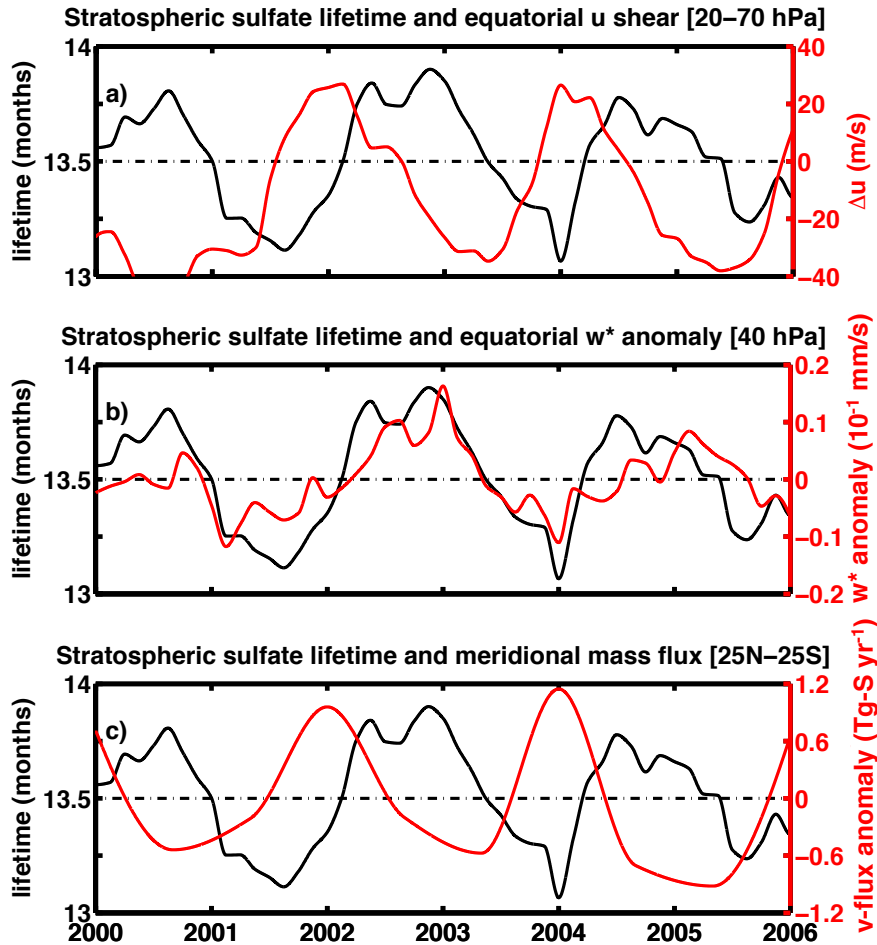 Stratospheric sulfate lifetime and equatorial u shear [20–70 hPa]
a)
lifetime (months)
14
13.5
13
40
20
0
−20
−40
Δu (m/s)
Stratospheric sulfate lifetime and equatorial w* anomaly [40 hPa]
b)
lifetime (months)
14
13.5
13
0.2
0.1
0
−0.1
−0.2
w* anomaly (10⁻¹ mm/s)
Stratospheric sulfate lifetime and meridional mass flux [25N−25S]
c)
lifetime (months)
14
13.5
13
1.2
0.6
0
−0.6
−1.2
v−flux anomaly (Tg−S yr⁻¹)
2000 2001 2002 2003 2004 2005 2006